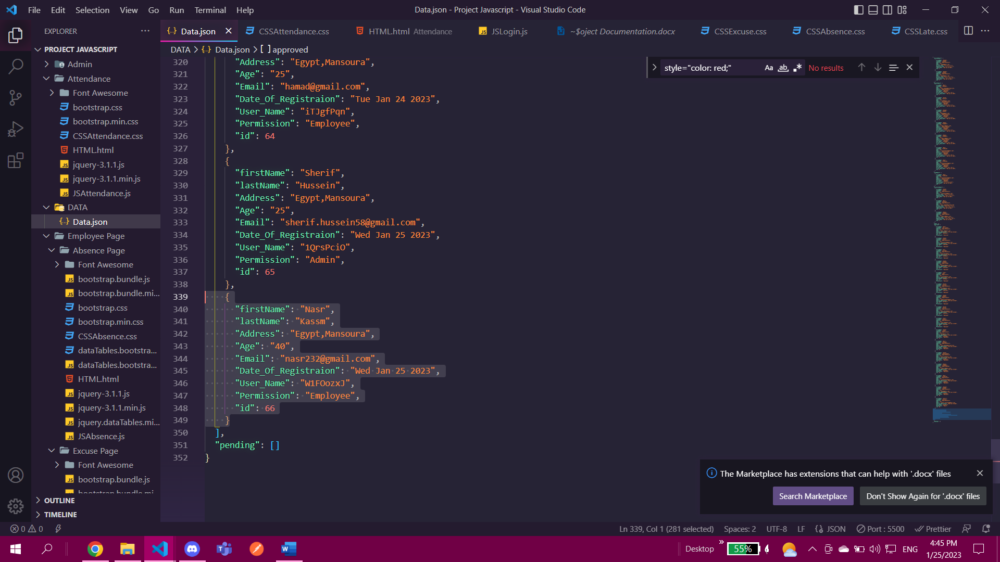 File Edit Selection View Go Run Terminal Help
Data.json - Project Javascript - Visual Studio Code
EXPLORER
PROJECT JAVASCRIPT
Admin
Attendance
Font Awesome
bootstrap.css
bootstrap.min.css
CSSAttendance.css
HTML.html
jquery-3.1.1.js
jquery-3.1.1.min.js
JSAttendance.js
DATA
Data.json
Employee Page
Absence Page
Font Awesome
bootstrap.bundle.js
bootstrap.bundle.mi...
bootstrap.css
bootstrap.min.css
CSSAbsence.css
dataTables.bootstra...
dataTables.bootstra...
HTML.html
jquery-3.1.1.js
jquery-3.1.1.min.js
jquery.dataTables.mi...
JSAbsence.js
Excuse Page
Font Awesome
bootstrap.bundle.js
OUTLINE
TIMELINE
Data.json CSSAttendance.css HTML.html Attendance JSLogin.js ~$oject Documentation.docx CSSExcuse.css CSSAbsence.css CSSLate.css
DATA > {..} Data.json > [ ] approved
style="color: red;" Aa ab .* No results
320 "Address": "Egypt,Mansoura",
321 "Age": "25",
322 "Email": "hamad@gmail.com",
323 "Date_Of_Registraion": "Tue Jan 24 2023",
324 "User_Name": "iTJgfPqn",
325 "Permission": "Employee",
326 "id": 64
327 },
328 {
329 "firstName": "Sherif",
330 "lastName": "Hussein",
331 "Address": "Egypt,Mansoura",
332 "Age": "25",
333 "Email": "sherif.hussein58@gmail.com",
334 "Date_Of_Registraion": "Wed Jan 25 2023",
335 "User_Name": "1QrsPciO",
336 "Permission": "Admin",
337 "id": 65
338 },
339 {
340 "firstName": "Nasr",
341 "lastName": "Kassm",
342 "Address": "Egypt,Mansoura",
343 "Age": "40",
344 "Email": "nasr232@gmail.com",
345 "Date_Of_Registraion": "Wed Jan 25 2023",
346 "User_Name": "W1FOozxJ",
347 "Permission": "Employee",
348 "id": 66
349 }
350 ],
351 "pending": []
352 }
The Marketplace has extensions that can help with '.docx' files
Search Marketplace
Don't Show Again for '.docx' files
0 0
Ln 339, Col 1 (281 selected) Spaces: 2 UTF-8 LF JSON Port : 5500 Prettier
Desktop
55%
ENG
4:45 PM
1/25/2023